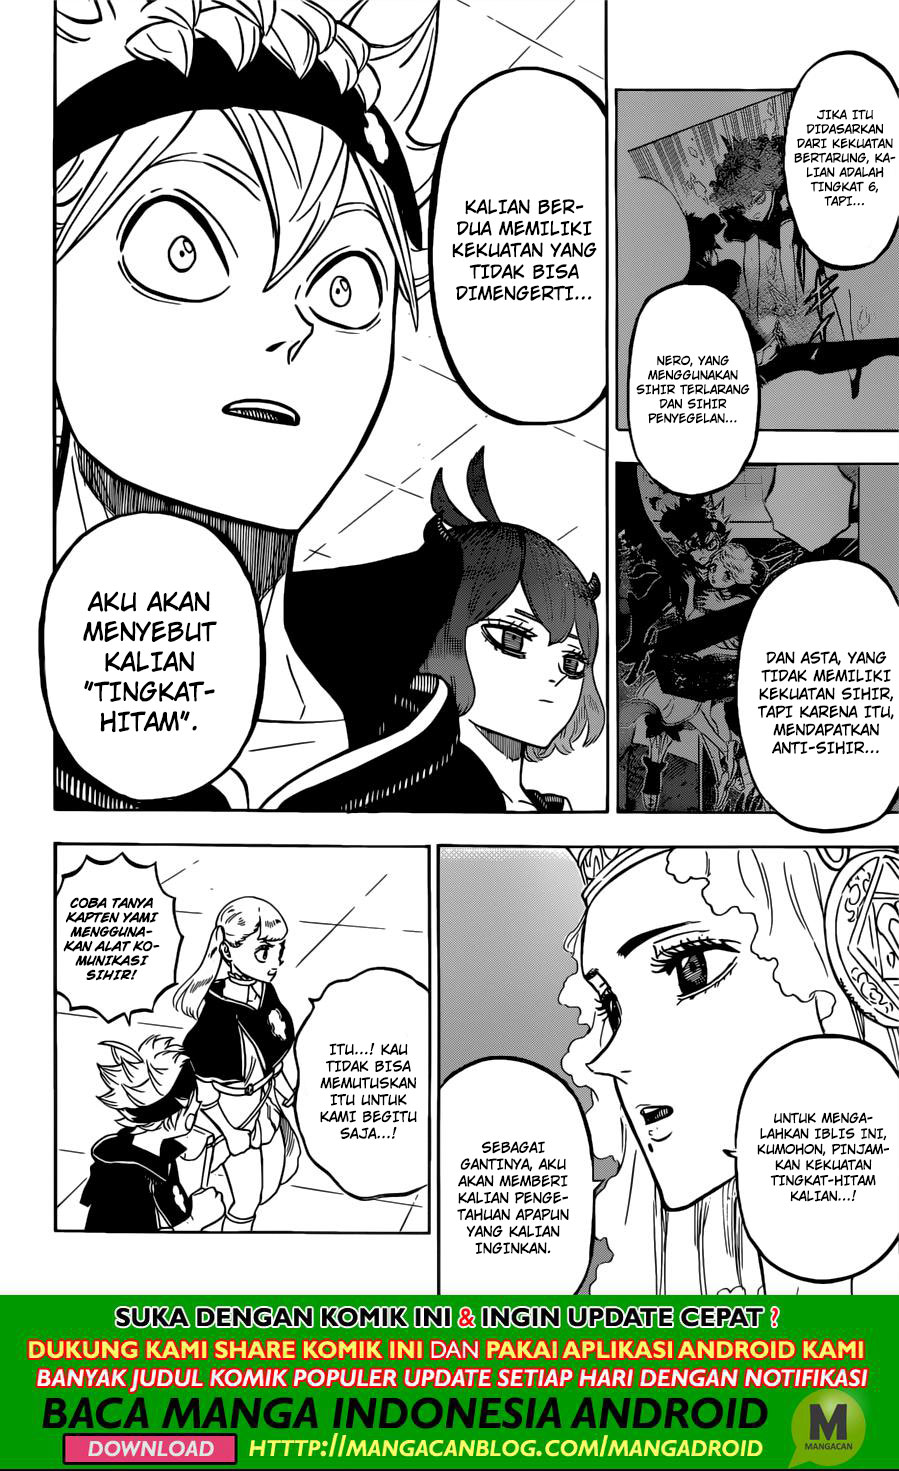 JIKA ITU
DIDASARKAN
DARI KEKUATAN
BERTARUNG, KA-
LIAN ADALAH
TINGKAT 6,
TAPI...
NERO, YANG
MENGGUNAKAN
SIHIR TERLARANG
DAN SIHIR
PENYEGELAN...
DAN ASTA, YANG
TIDAK MEMILIKI
KEKUATAN SIHIR,
TAPI KARENA ITU,
MENDAPATKAN
ANTI-SIHIR...
KALIAN BER-
DUA MEMILIKI
KEKUATAN YANG
TIDAK BISA
DIMENGERTI...
AKU AKAN
MENYEBUT
KALIAN
"TINGKAT-
HITAM".
UNTUK MENGA-
LAHKAN IBLIS INI,
KUMOHON, PINJAM-
KAN KEKUATAN
TINGKAT-HITAM
KALIAN...!
SEBAGAI
GANTINYA, AKU
AKAN MEMBERI
KALIAN PENGE-
TAHUAN APAPUN
YANG KALIAN
INGINKAN.
ITU...! KAU
TIDAK BISA
MEMUTUSKAN
ITU UNTUK
KAMI BEGITU
SAJA...!
COBA TANYA
KAPTEN YAMI
MENGGUNA-
KAN ALAT KO-
MUNIKASI
SIHIR!
SUKA DENGAN KOMIK INI & INGIN UPDATE CEPAT ?
DUKUNG KAMI SHARE KOMIK INI DAN PAKAI APLIKASI ANDROID KAMI
BANYAK JUDUL KOMIK POPULER UPDATE SETIAP HARI DENGAN NOTIFIKASI
BACA MANGA INDONESIA ANDROID
DOWNLOAD HTTTP://MANGACANBLOG.COM/MANGADROID
M
MANGACAN